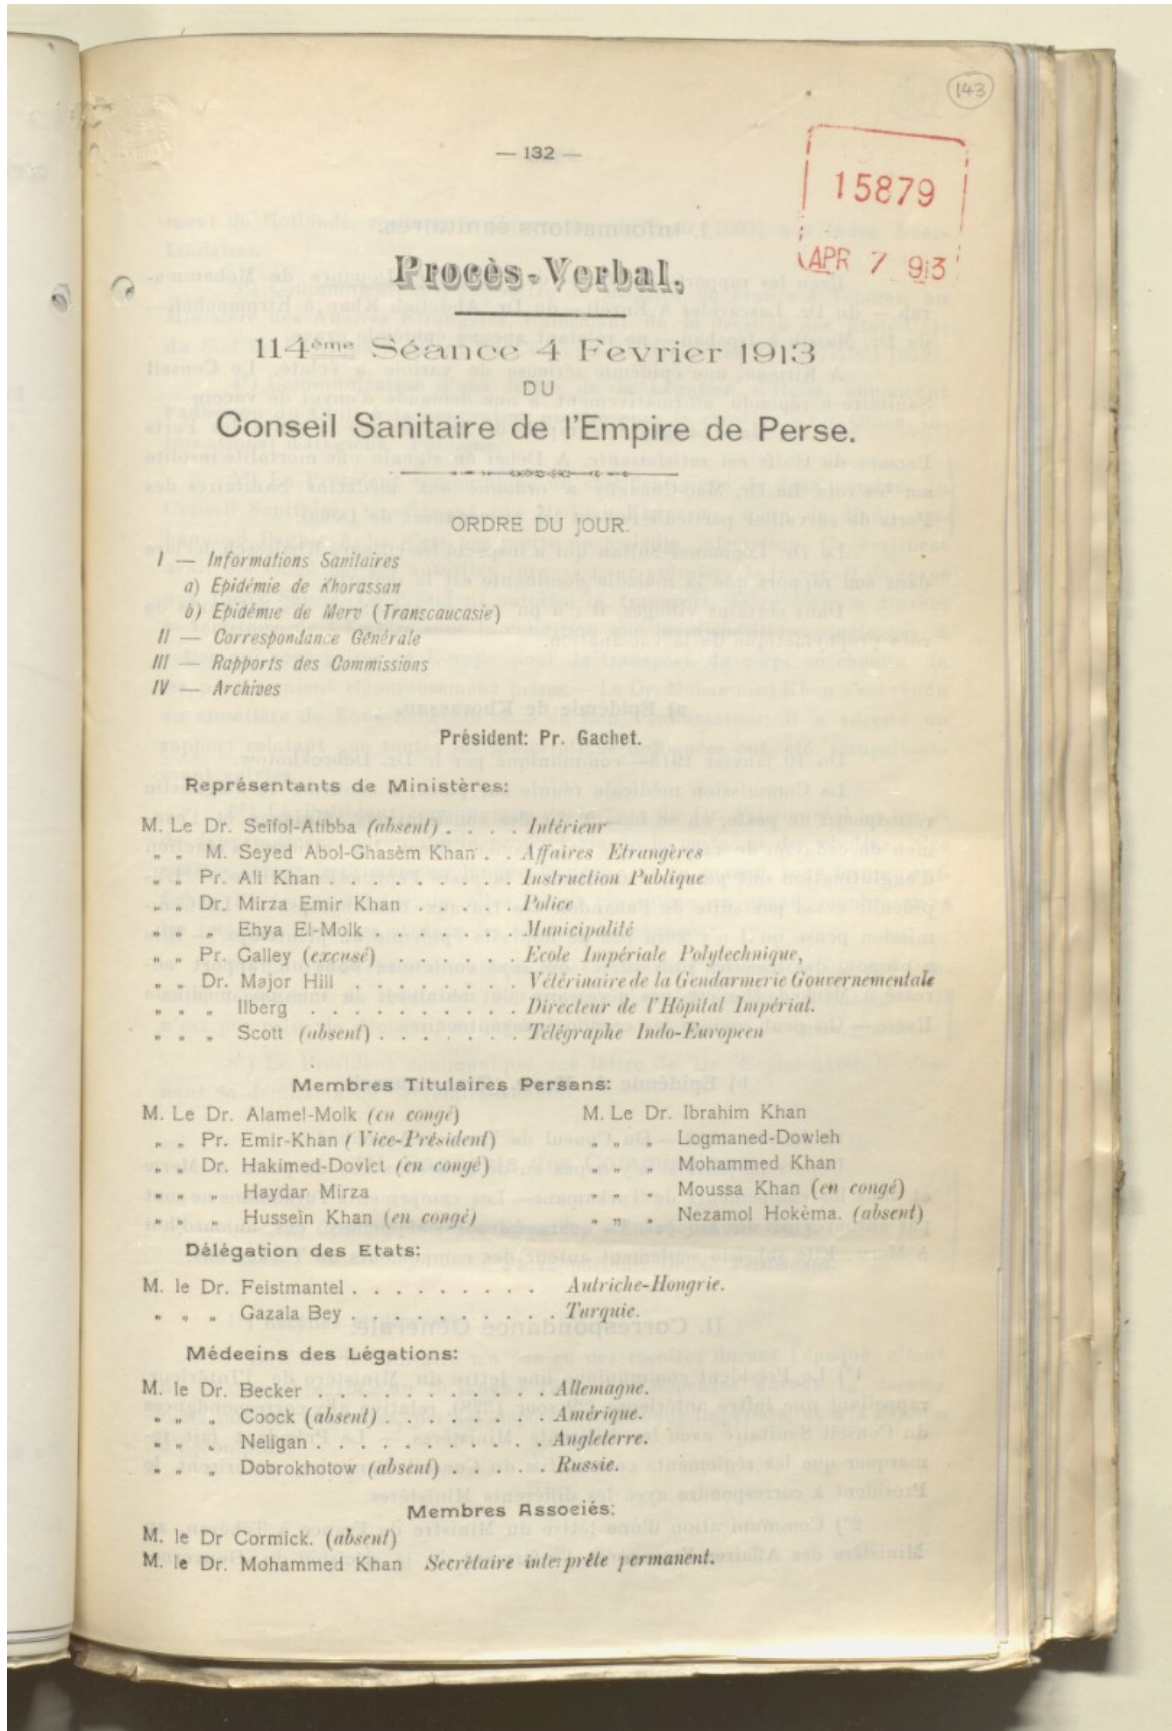 143
— 132 —
15879
APR 7 913
Procès-Verbal.
114ème Séance 4 Fevrier 1913
DU
Conseil Sanitaire de l'Empire de Perse.
ORDRE DU JOUR.
I — Informations Sanitaires
a) Epidémie de Khorassan
b) Epidémie de Merv (Transcaucasie)
II — Correspondance Générale
III — Rapports des Commissions
IV — Archives
Président: Pr. Gachet.
Représentants de Ministères:
M. Le Dr. Seifol-Atibba (absent) . . . . Intérieur
„ „ M. Seyed Abol-Ghasèm Khan . . Affaires Etrangères
„ „ Pr. Ali Khan . . . . . . . . . Instruction Publique
„ „ Dr. Mirza Emir Khan . . . . . Police
„ „ „ Ehya El-Molk . . . . . . . Municipalité
„ „ Pr. Galley (excusé) . . . . . . Ecole Impériale Polytechnique,
„ „ Dr. Major Hill . . . . . . . . Vétérinaire de la Gendarmerie Gouvernementale
„ „ „ Ilberg . . . . . . . . . . Directeur de l'Hôpital Impérial.
„ „ „ Scott (absent) . . . . . . . Télégraphe Indo-Europeen
Membres Titulaires Persans:
M. Le Dr. Alamel-Molk (en congé) M. Le Dr. Ibrahim Khan
„ „ Pr. Emir-Khan (Vice-Président) „ „ „ Logmaned-Dowleh
„ „ Dr. Hakimed-Dovlet (en congé) „ „ „ Mohammed Khan
„ „ „ Haydar Mirza „ „ „ Moussa Khan (en congé)
„ „ „ Hussein Khan (en congé) „ „ „ Nezamol Hokèma. (absent)
Délégation des Etats:
M. le Dr. Feistmantel . . . . . . . . . Autriche-Hongrie.
„ „ „ Gazala Bey . . . . . . . . . . Turquie.
Médecins des Légations:
M. le Dr. Becker . . . . . . . . . . . Allemagne.
„ „ „ Coock (absent) . . . . . . . . Amérique.
„ „ „ Neligan . . . . . . . . . . . Angleterre.
„ „ „ Dobrokhotow (absent) . . . . . Russie.
Membres Associés:
M. le Dr Cormick. (absent)
M. le Dr. Mohammed Khan Secrétaire interprête permanent.